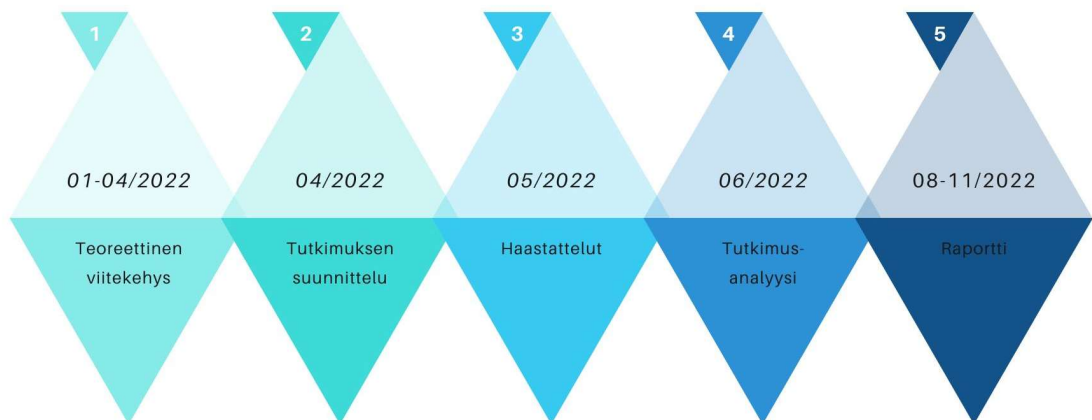 1
2
3
4
5
01-04/2022
04/2022
05/2022
06/2022
08-11/2022
Teoreettinen
viitekehys
Tutkimuksen
suunnittelu
Haastattelut
Tutkimus-
analyysi
Raportti